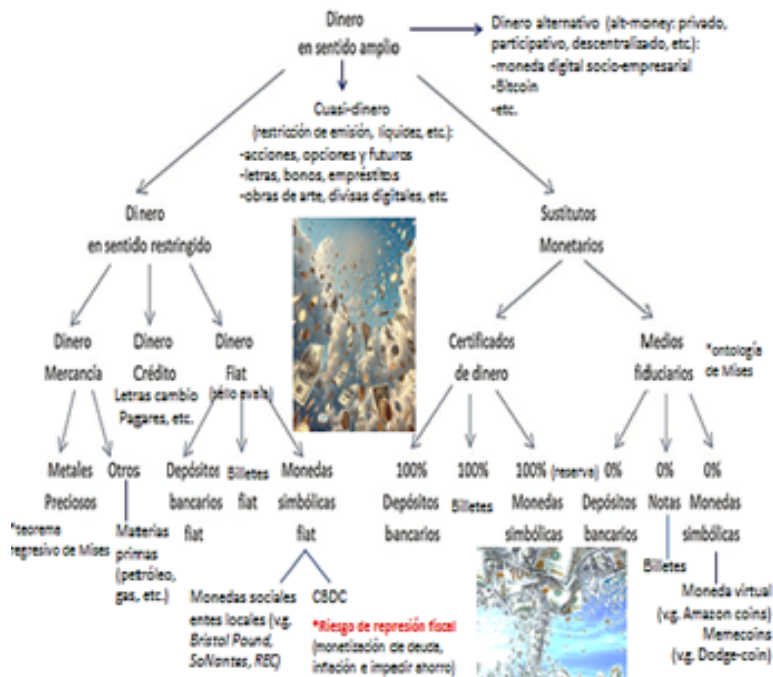 Dinero
en sentido amplio
Dinero alternativo (alt-money: privado,
participativo, descentralizado, etc.):
-moneda digital socio-empresarial
-Bitcoin
-etc.
Cuasi-dinero
(restricción de emisión, líquidez, etc.):
-acciones, opciones y futuros
-letras, bonos, empréstitos
-obras de arte, divisas digitales, etc.
Dinero
en sentido restringido
Sustitutos
Monetarios
Dinero
Mercancía
Dinero
Crédito
Letras cambio
Pagares, etc.
Dinero
Fiat
Certificados
de dinero
Medios
fiduciarios
*ontología
de Mises
Metales
Preciosos
*teoreme
regresivo de Mises
Otros
Materias
primas
(petróleo,
gas, etc.)
Depósitos
bancarios
fiat
Billetes
fiat
Monedas
simbólicas
fiat
100%
Depósitos
bancarios
100%
Billetes
100% (reserva)
Monedas
simbólicas
0%
Depósitos
bancarios
0%
Notas
Billetes
0%
Monedas
simbólicas
Moneda virtual
(v.g. Amazon coins)
Memecoins
(v.g. Dodge-coin)
Monedas sociales
entes locales (v.g.
Bristol Pound,
SoNantes, REC)
CBDC
*Riesgo de represión fiscal
(monetización de deuda,
inflación e impedir ahorro)